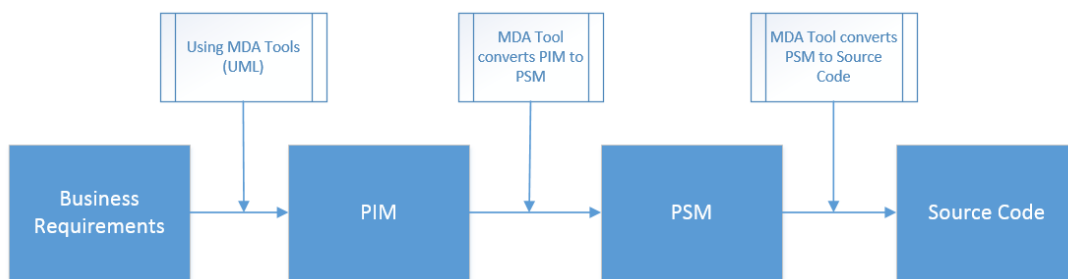 Using MDA Tools
(UML)
MDA Tool
converts PIM to
PSM
MDA Tool converts
PSM to Source
Code
Business
Requirements
PIM
PSM
Source Code